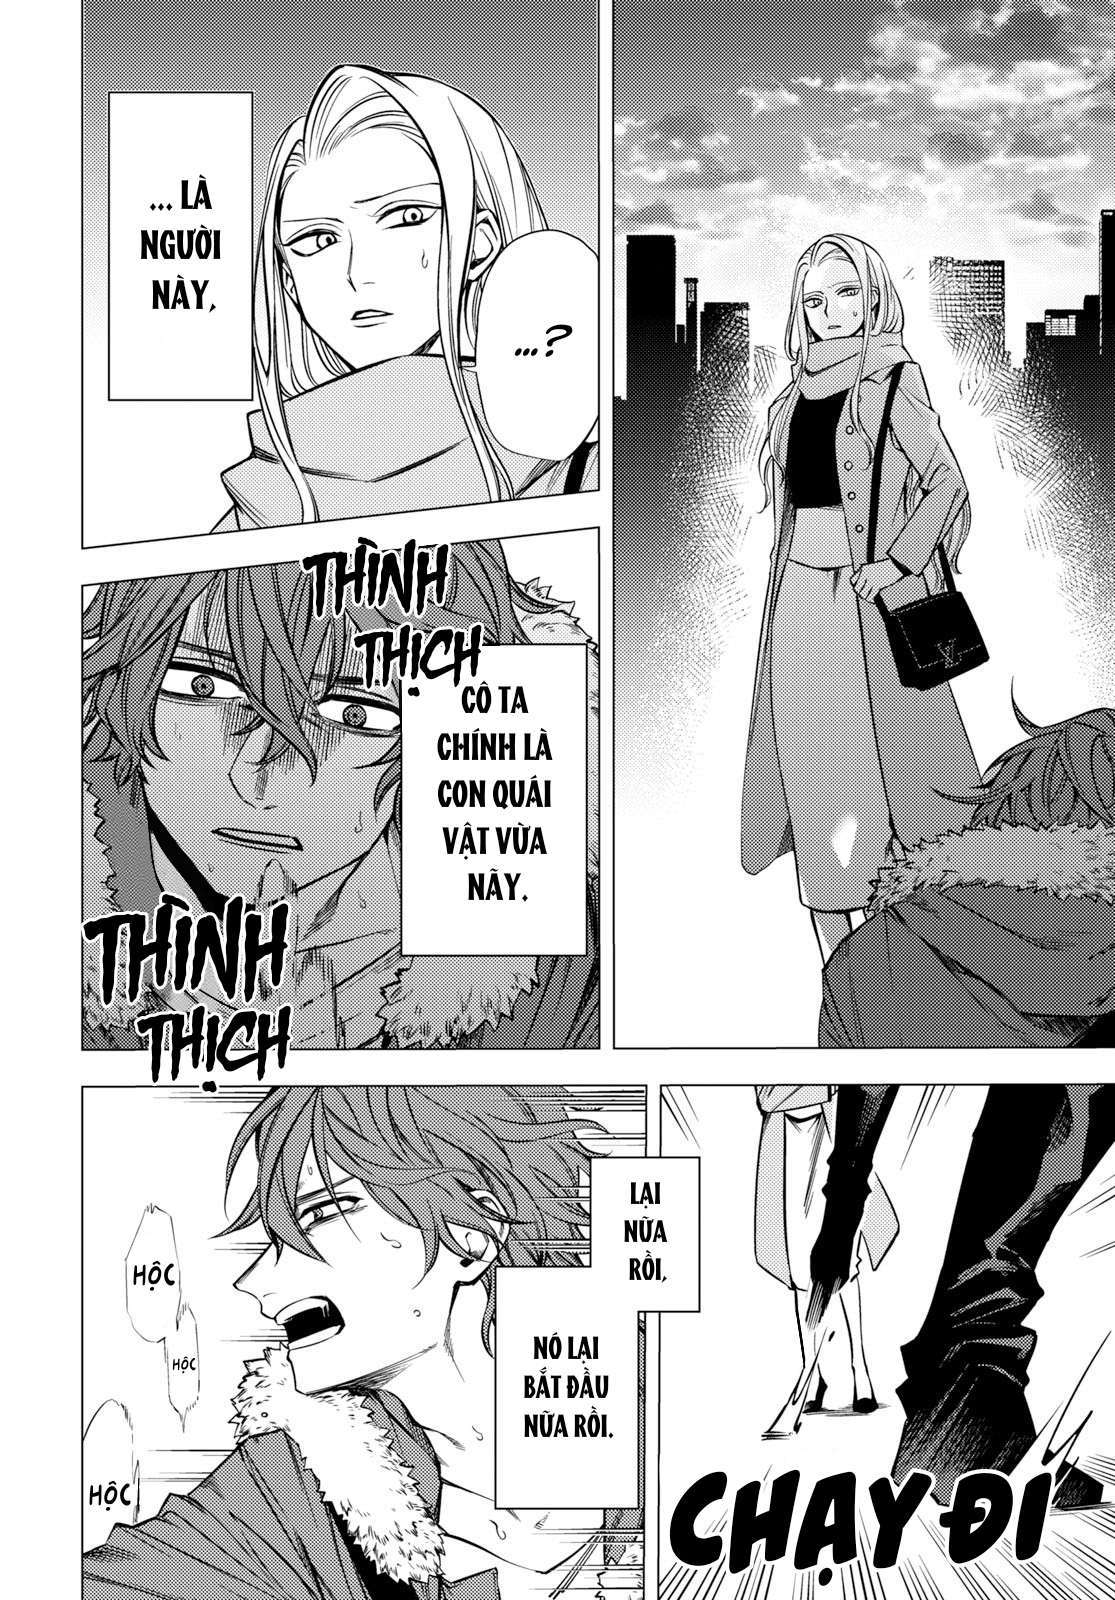 ...?
... LÀ
NGƯỜI
NÀY,
THÌNH
THỊCH
CÔ TA
CHÍNH LÀ
CON QUÁI
VẬT VỪA
NÃY.
THÌNH
THỊCH
LẠI
NỮA
RỒI,
NÓ LẠI
BẮT ĐẦU
NỮA RỒI.
CHẠY ĐI
HỘC
HỘC
HỘC
LV